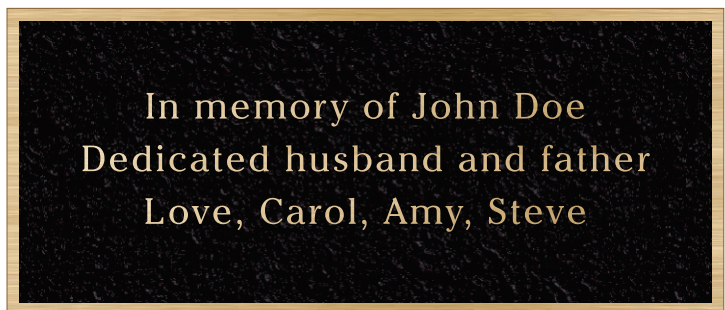 In memory of John Doe
Dedicated husband and father
Love, Carol, Amy, Steve